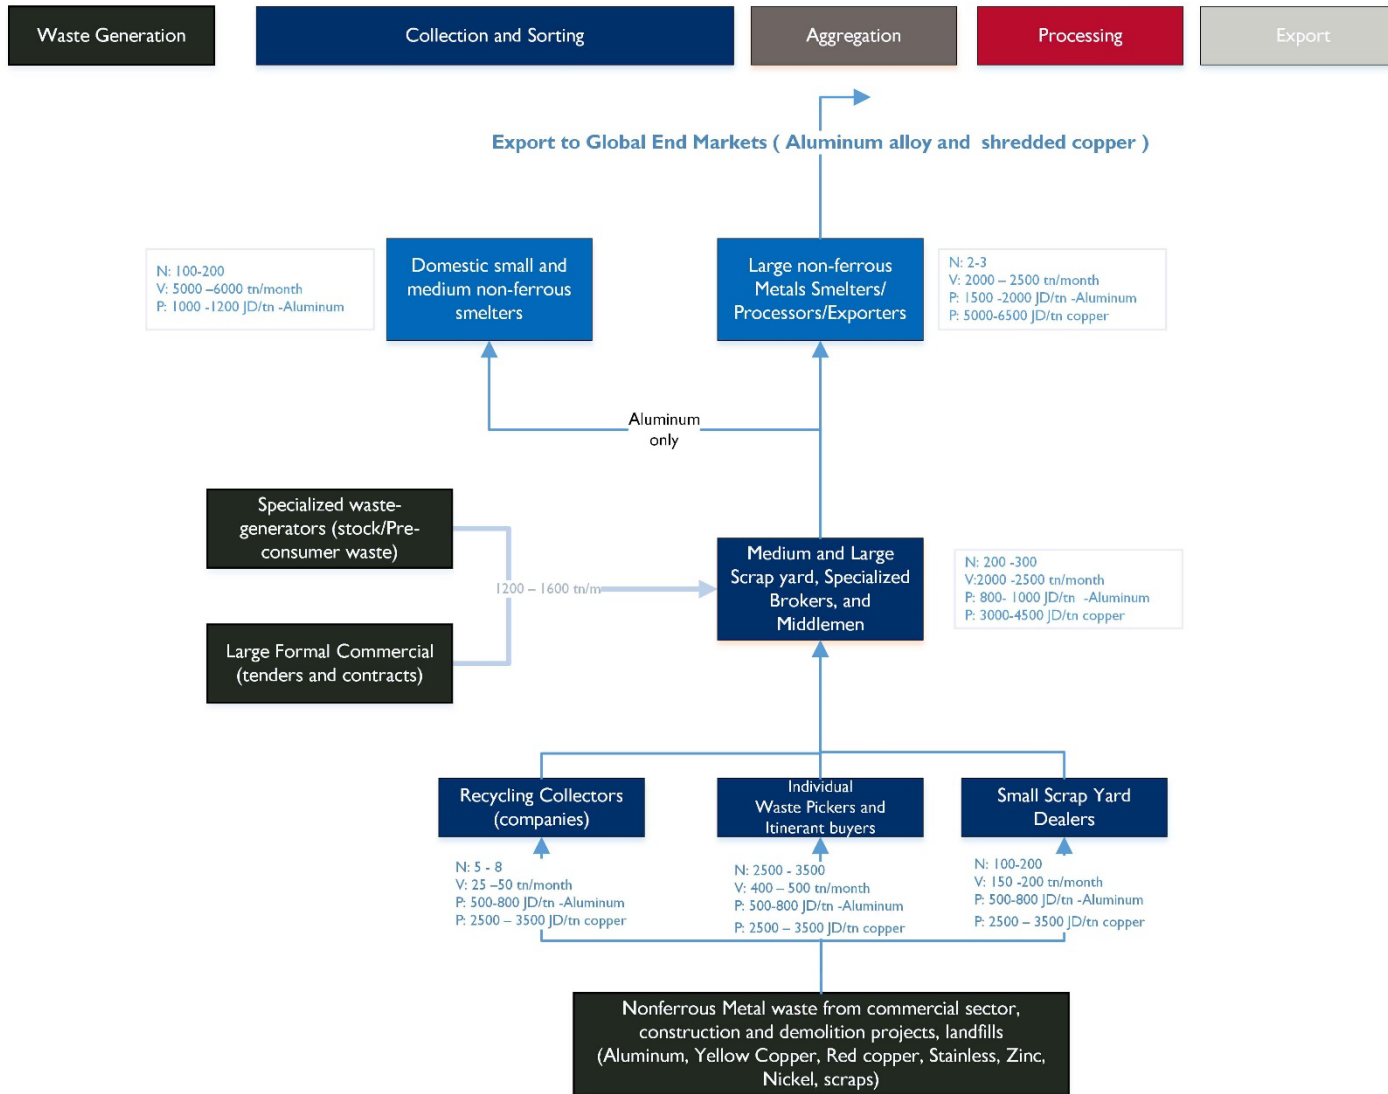 Waste Generation
Collection and Sorting
Aggregation
Processing
Export
Export to Global End Markets ( Aluminum alloy and  shredded copper )
N: 100-200
V: 5000 –6000 tn/month
P: 1000 -1200 JD/tn -Aluminum
Domestic small and
medium non-ferrous
smelters
Large non-ferrous
Metals Smelters/
Processors/Exporters
N: 2-3
V: 2000 – 2500 tn/month
P: 1500 -2000 JD/tn -Aluminum
P: 5000-6500 JD/tn copper
Aluminum
only
Specialized waste-
generators (stock/Pre-
consumer waste)
1200 – 1600 tn/m
Large Formal Commercial
(tenders and contracts)
Medium and Large
Scrap yard, Specialized
Brokers, and
Middlemen
N: 200 -300
V:2000 -2500 tn/month
P: 800- 1000 JD/tn  -Aluminum
P: 3000-4500 JD/tn copper
Recycling Collectors
(companies)
Individual
Waste Pickers and
Itinerant buyers
Small Scrap Yard
Dealers
N: 5 - 8
V: 25 –50 tn/month
P: 500-800 JD/tn -Aluminum
P: 2500 – 3500 JD/tn copper
N: 2500 - 3500
V: 400 – 500 tn/month
P: 500-800 JD/tn -Aluminum
P: 2500 – 3500 JD/tn copper
N: 100-200
V: 150 -200 tn/month
P: 500-800 JD/tn -Aluminum
P: 2500 – 3500 JD/tn copper
Nonferrous Metal waste from commercial sector,
construction and demolition projects, landfills
(Aluminum, Yellow Copper, Red copper, Stainless, Zinc,
Nickel, scraps)